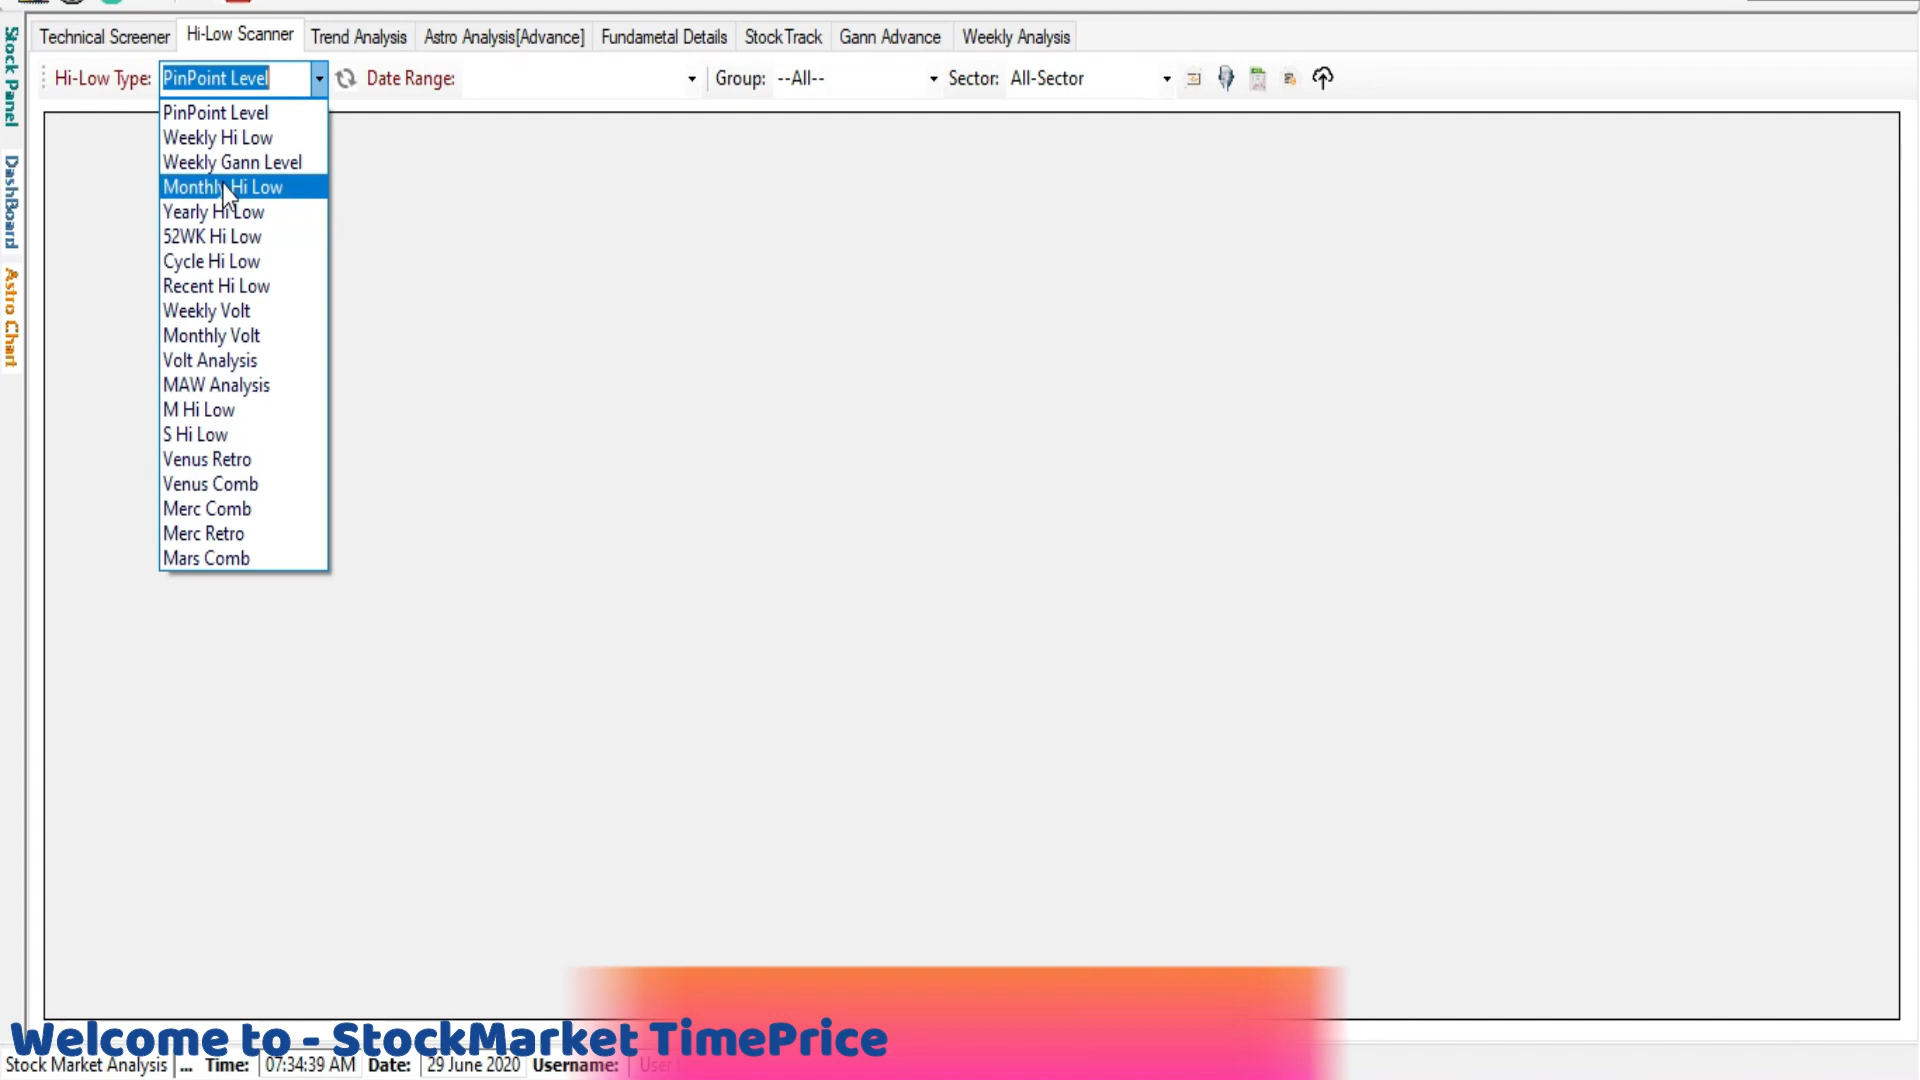 Technical Screener Hi-Low Scanner Trend Analysis Astro Analysis[Advance] Fundametal Details StockTrack Gann Advance Weekly Analysis
Hi-Low Type: PinPoint Level Date Range: Group: --All-- Sector: All-Sector
Stock Panel
DashBoard
Astro Chart
PinPoint Level
Weekly Hi Low
Weekly Gann Level
Monthly Hi Low
Yearly Hi Low
52WK Hi Low
Cycle Hi Low
Recent Hi Low
Weekly Volt
Monthly Volt
Volt Analysis
MAW Analysis
M Hi Low
S Hi Low
Venus Retro
Venus Comb
Merc Comb
Merc Retro
Mars Comb
Welcome to - StockMarket TimePrice
Stock Market Analysis ... Time: 07:34:39 AM Date: 29 June 2020 Username: User